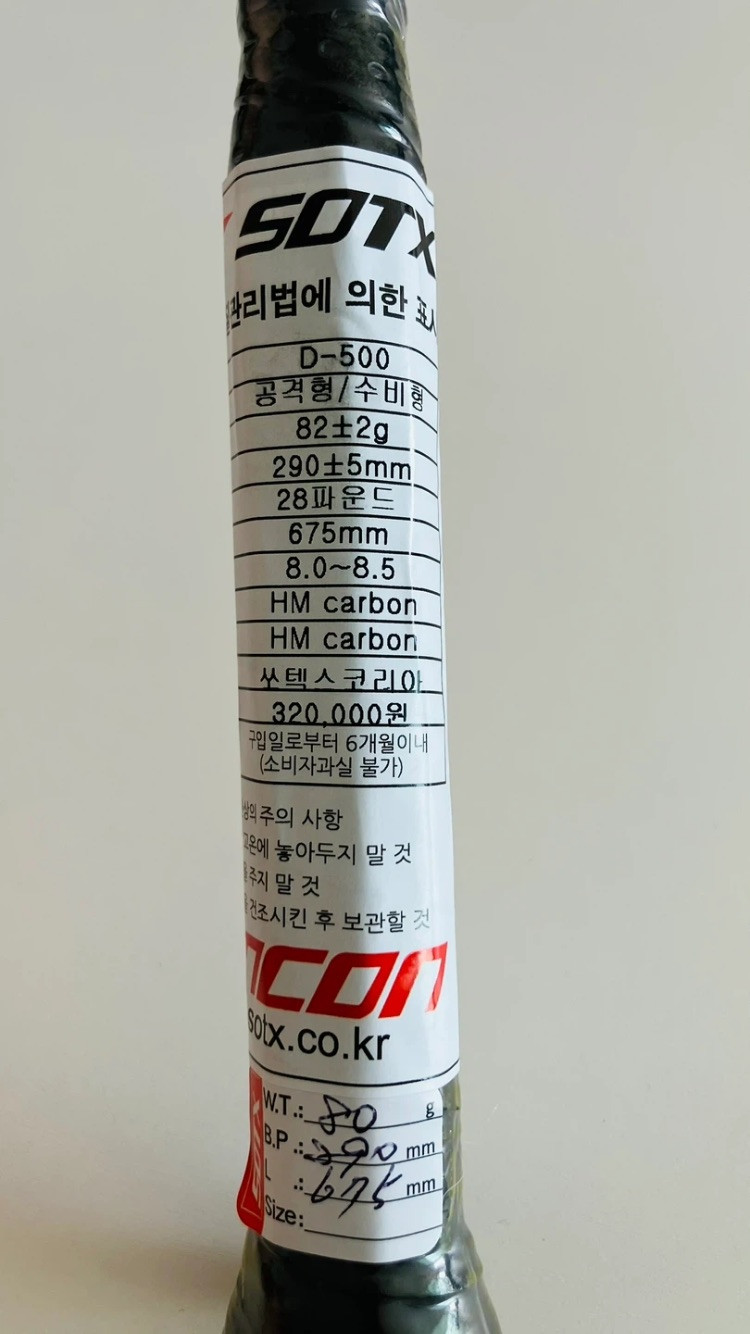 SOTX
관리법에 의한 표시
D-500
공격형/수비형
82±2g
290±5mm
28파운드
675mm
8.0~8.5
HM carbon
HM carbon
쏘텍스코리아
320,000원
구입일로부터 6개월이내
(소비자과실 불가)
상의 주의 사항
고온에 놓아두지 말 것
주지 말 것
건조시킨 후 보관할 것
ncon
sotx.co.kr
W.T.: 80 g
B.P.: 290 mm
L.: 675 mm
Size: